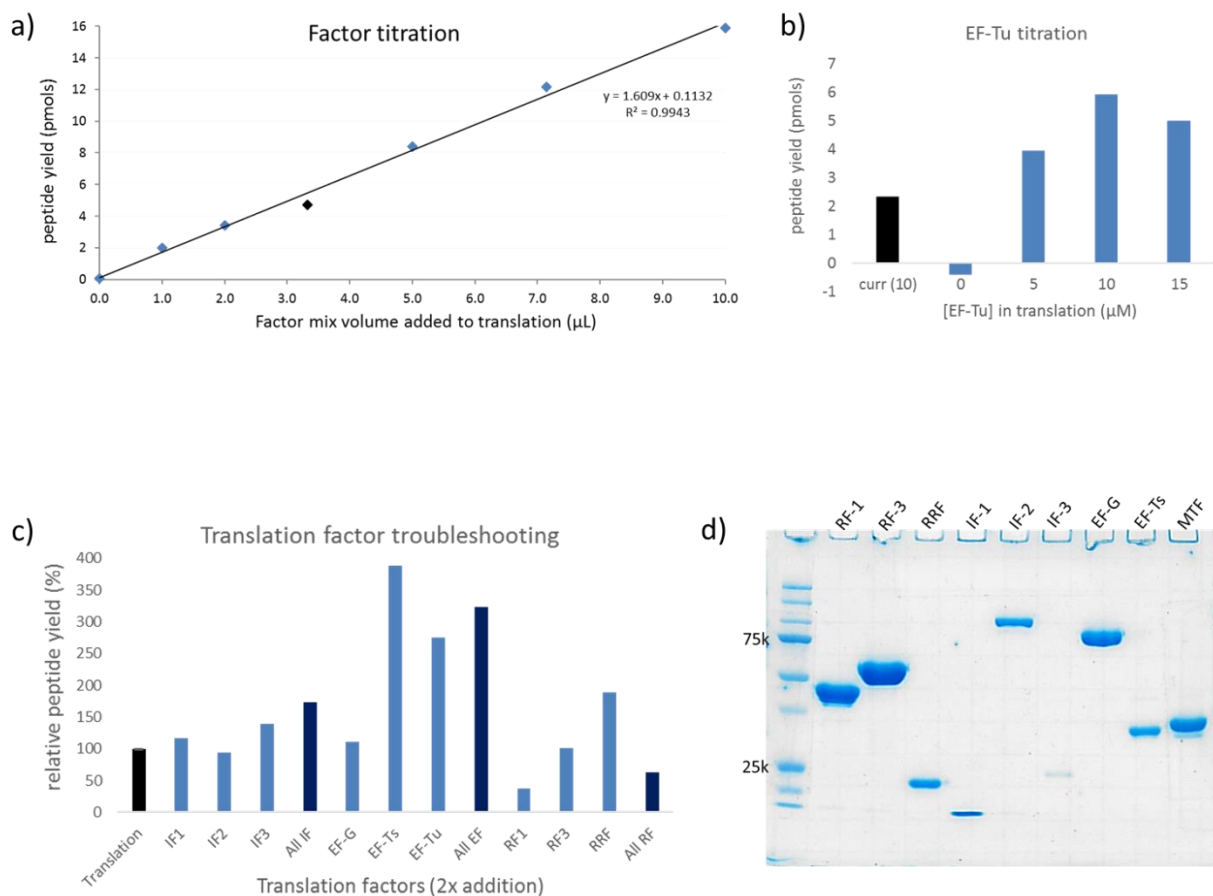 a)
Factor titration
peptide yield (pmols)
16
14
12
10
8
6
4
2
0
y = 1.609x + 0.1132
R² = 0.9943
0.0 1.0 2.0 3.0 4.0 5.0 6.0 7.0 8.0 9.0 10.0
Factor mix volume added to translation (µL)
b)
EF-Tu titration
peptide yield (pmols)
7
6
5
4
3
2
1
0
-1
curr (10) 0 5 10 15
[EF-Tu] in translation (µM)
c)
Translation factor troubleshooting
relative peptide yield (%)
400
350
300
250
200
150
100
50
0
Translation IF1 IF2 IF3 All IF EF-G EF-Ts EF-Tu All EF RF1 RF3 RRF All RF
Translation factors (2x addition)
d)
RF-1 RF-3 RRF IF-1 IF-2 IF-3 EF-G EF-Ts MTF
75k
25k